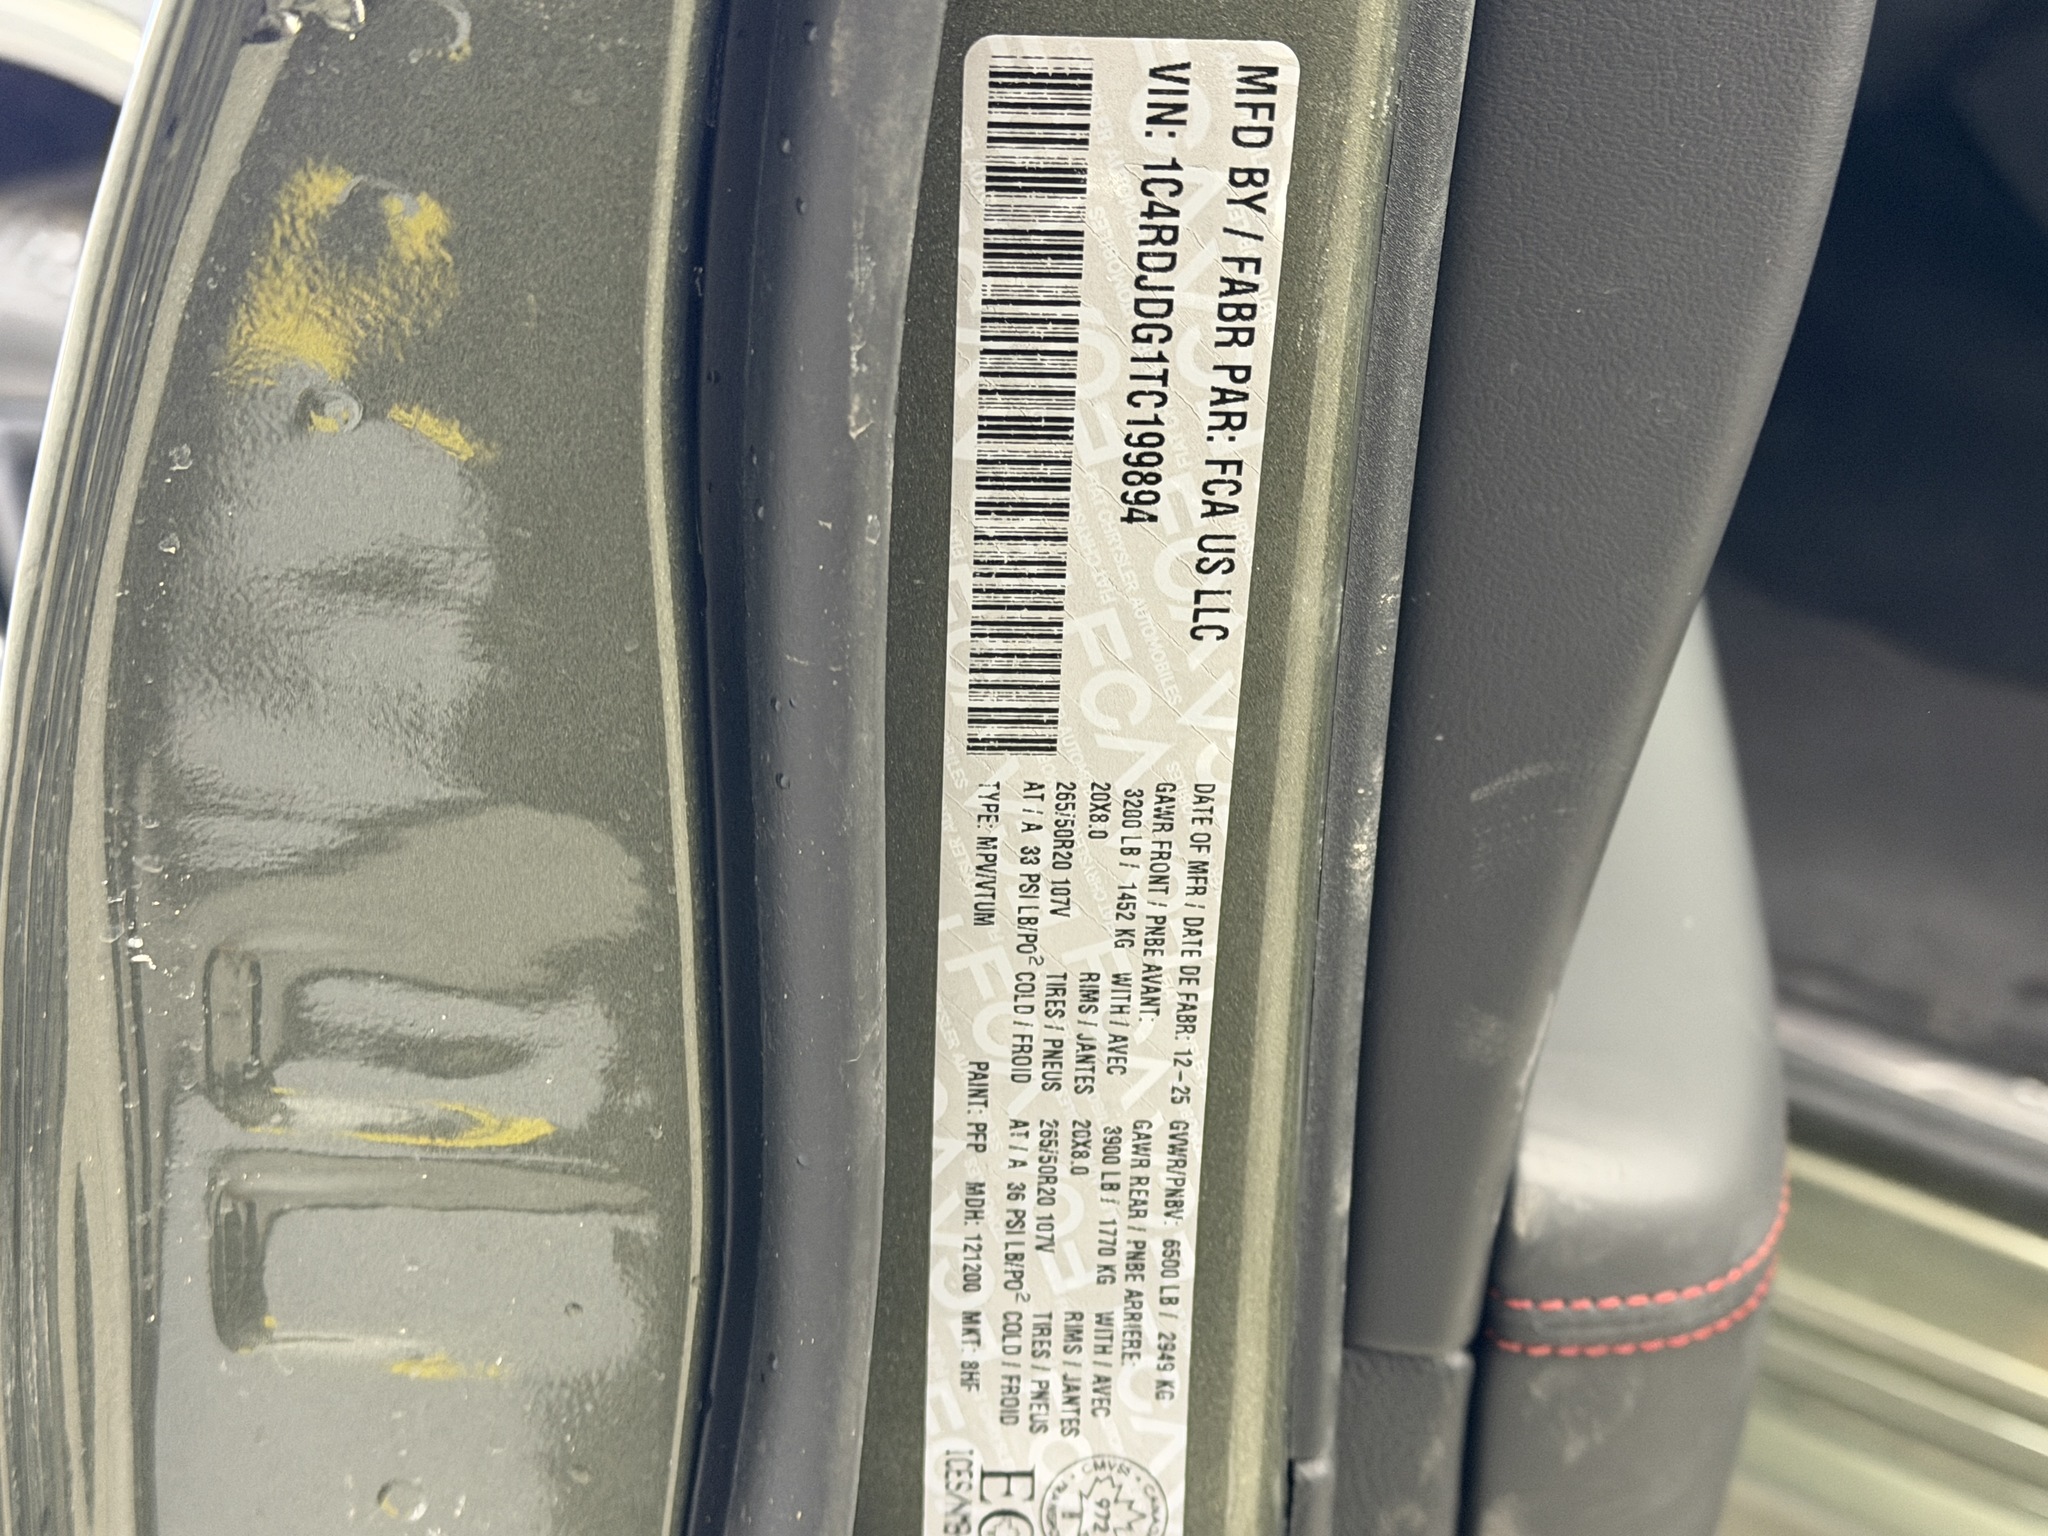 MFD BY / FABR PAR: FCA US LLC
VIN: 1C4RDJDG1TC199894
DATE OF MFR / DATE DE FABR: 12-25 GVWR/PNBV: 6500 LB / 2949 KG
GAWR FRONT / PNBE AVANT: GAWR REAR / PNBE ARRIERE:
3200 LB / 1452 KG WITH / AVEC 3900 LB / 1770 KG WITH / AVEC
20X8.0 RIMS / JANTES 20X8.0 RIMS / JANTES
265/50R20 107V TIRES / PNEUS 265/50R20 107V TIRES / PNEUS
AT / A 33 PSI LB/PO² COLD / FROID AT / A 36 PSI LB/PO² COLD / FROID
TYPE: MPV/VTUM PAINT: PFP MDH: 121200 MKT: 8HF
972